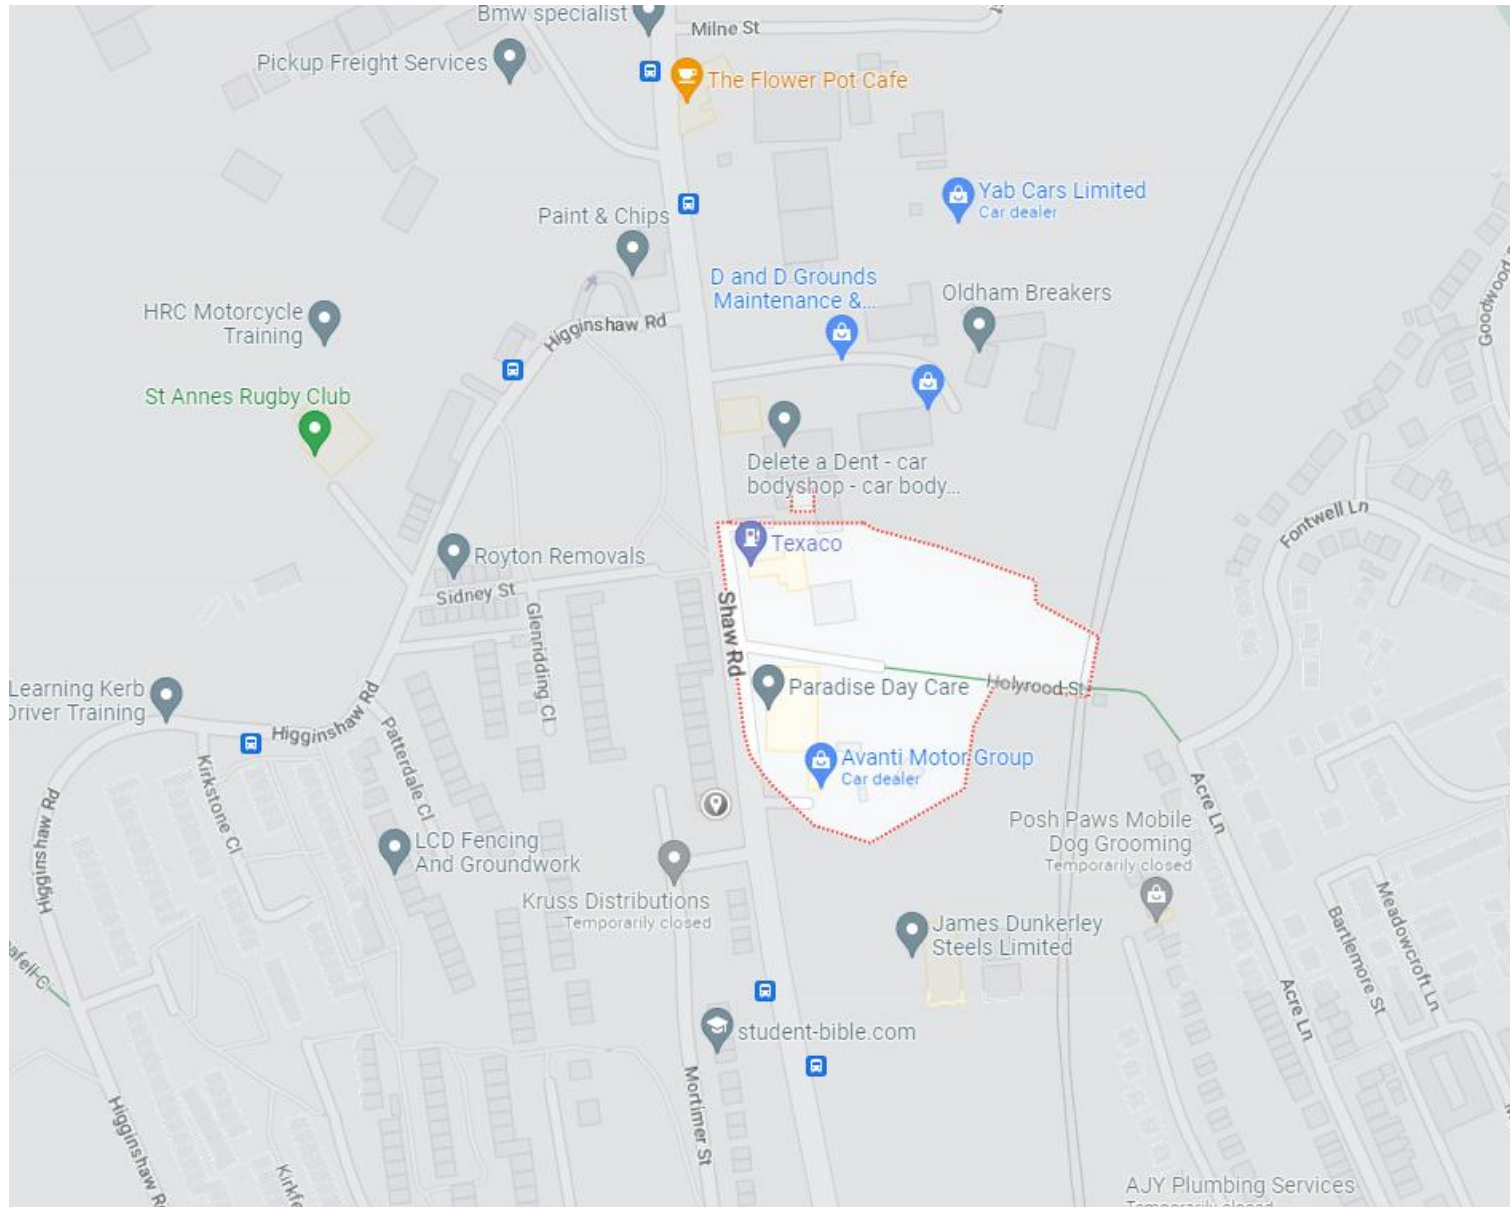 Bmw specialist
Milne St
Pickup Freight Services
The Flower Pot Cafe
Yab Cars Limited
Car dealer
Paint & Chips
D and D Grounds
Maintenance &...
Oldham Breakers
HRC Motorcycle
Training
Higginshaw Rd
St Annes Rugby Club
Delete a Dent - car
bodyshop - car body...
Fontwell Ln
Texaco
Royton Removals
Sidney St
Glenridding Cl
Shaw Rd
Holyrood St
Paradise Day Care
Learning Kerb
Driver Training
Higginshaw Rd
Patterdale Cl
Kirkstone Cl
Avanti Motor Group
Car dealer
Acre Ln
Higginshaw Rd
Posh Paws Mobile
Dog Grooming
Temporarily closed
LCD Fencing
And Groundwork
Kruss Distributions
Temporarily closed
James Dunkerley
Steels Limited
Meadowcroft Ln
Bartlemore St
Acre Ln
student-bible.com
Mortimer St
Higginshaw R
AJY Plumbing Services
Temporarily closed